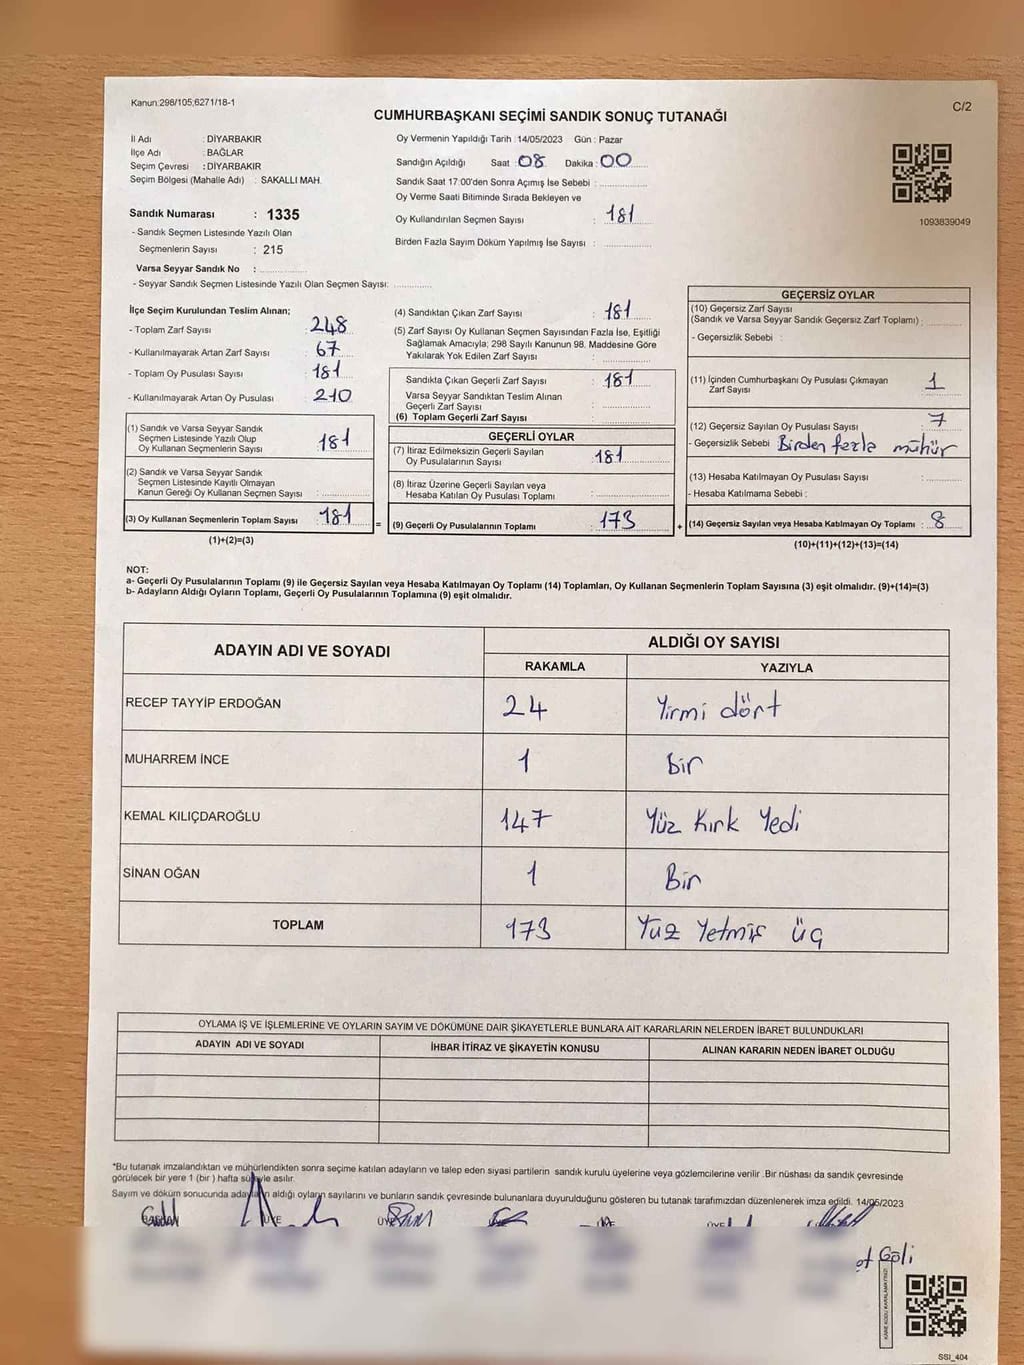 Kanun:298/105;6271/18-1
C/2
CUMHURBAŞKANI SEÇİMİ SANDIK SONUÇ TUTANAĞI
İl Adı : DİYARBAKIR
İlçe Adı : BAĞLAR
Seçim Çevresi : DİYARBAKIR
Seçim Bölgesi (Mahalle Adı) : SAKALLI MAH.
Sandık Numarası : 1335
- Sandık Seçmen Listesinde Yazılı Olan
Seçmenlerin Sayısı : 215
Varsa Seyyar Sandık No :
- Seyyar Sandık Seçmen Listesinde Yazılı Olan Seçmen Sayısı:
Oy Vermenin Yapıldığı Tarih : 14/05/2023 Gün : Pazar
Sandığın Açıldığı Saat : 08 Dakika : 00
Sandık Saat 17:00'den Sonra Açımış İse Sebebi :
Oy Verme Saati Bitiminde Sırada Bekleyen ve
Oy Kullandırılan Seçmen Sayısı : 181
Birden Fazla Sayım Döküm Yapılmış İse Sayısı :
1093839049
İlçe Seçim Kurulundan Teslim Alınan;
- Toplam Zarf Sayısı : 248
- Kullanılmayarak Artan Zarf Sayısı : 67
- Toplam Oy Pusulası Sayısı : 181
- Kullanılmayarak Artan Oy Pusulası : 210
(1) Sandık ve Varsa Seyyar Sandık
Seçmen Listesinde Yazılı Olup
Oy Kullanan Seçmenlerin Sayısı : 181
(2) Sandık ve Varsa Seyyar Sandık
Seçmen Listesinde Kayıtlı Olmayan
Kanun Gereği Oy Kullanan Seçmen Sayısı :
(3) Oy Kullanan Seçmenlerin Toplam Sayısı : 181
(1)+(2)=(3)
(4) Sandıktan Çıkan Zarf Sayısı : 181
(5) Zarf Sayısı Oy Kullanan Seçmen Sayısından Fazla İse, Eşitliği
Sağlamak Amacıyla; 298 Sayılı Kanunun 98. Maddesine Göre
Yakılarak Yok Edilen Zarf Sayısı :
Sandıkta Çıkan Geçerli Zarf Sayısı : 181
Varsa Seyyar Sandıktan Teslim Alınan
Geçerli Zarf Sayısı :
(6) Toplam Geçerli Zarf Sayısı :
GEÇERLİ OYLAR
(7) İtiraz Edilmeksizin Geçerli Sayılan
Oy Pusulalarının Sayısı : 181
(8) İtiraz Üzerine Geçerli Sayılan veya
Hesaba Katılan Oy Pusulası Toplamı :
= (9) Geçerli Oy Pusulalarının Toplamı : 173 +
GEÇERSİZ OYLAR
(10) Geçersiz Zarf Sayısı
(Sandık ve Varsa Seyyar Sandık Geçersiz Zarf Toplamı) :
- Geçersizlik Sebebi :
(11) İçinden Cumhurbaşkanı Oy Pusulası Çıkmayan
Zarf Sayısı : 1
(12) Geçersiz Sayılan Oy Pusulası Sayısı : 7
- Geçersizlik Sebebi : Birden fazla mühür
(13) Hesaba Katılmayan Oy Pusulası Sayısı :
- Hesaba Katılmama Sebebi :
(14) Geçersiz Sayılan veya Hesaba Katılmayan Oy Toplamı : 8
(10)+(11)+(12)+(13)=(14)
NOT:
a- Geçerli Oy Pusulalarının Toplamı (9) ile Geçersiz Sayılan veya Hesaba Katılmayan Oy Toplamı (14) Toplamları, Oy Kullanan Seçmenlerin Toplam Sayısına (3) eşit olmalıdır. (9)+(14)=(3)
b- Adayların Aldığı Oyların Toplamı, Geçerli Oy Pusulalarının Toplamına (9) eşit olmalıdır.
ADAYIN ADI VE SOYADI
ALDIĞI OY SAYISI
RAKAMLA YAZIYLA
RECEP TAYYİP ERDOĞAN 24 Yirmi dört
MUHARREM İNCE 1 bir
KEMAL KILIÇDAROĞLU 147 Yüz Kırk Yedi
SİNAN OĞAN 1 Bir
TOPLAM 173 Yuz Yetmiş üç
OYLAMA İŞ VE İŞLEMLERİNE VE OYLARIN SAYIM VE DÖKÜMÜNE DAİR ŞİKAYETLERLE BUNLARA AİT KARARLARIN NELERDEN İBARET BULUNDUKLARI
ADAYIN ADI VE SOYADI İHBAR İTİRAZ VE ŞİKAYETİN KONUSU ALINAN KARARIN NEDEN İBARET OLDUĞU
*Bu tutanak imzalandıktan ve mühürlendikten sonra seçime katılan adayların ve talep eden siyasi partilerin sandık kurulu üyelerine veya gözlemcilerine verilir .Bir nüshası da sandık çevresinde
görülecek bir yere 1 (bir ) hafta süreyle asılır.
Sayım ve döküm sonucunda adayların aldığı oyların sayılarını ve bunların sandık çevresinde bulunanlara duyurulduğunu gösteren bu tutanak tarafımızdan düzenlenerek imza edildi. 14/05/2023
ÜYE
Göli
SSI_404